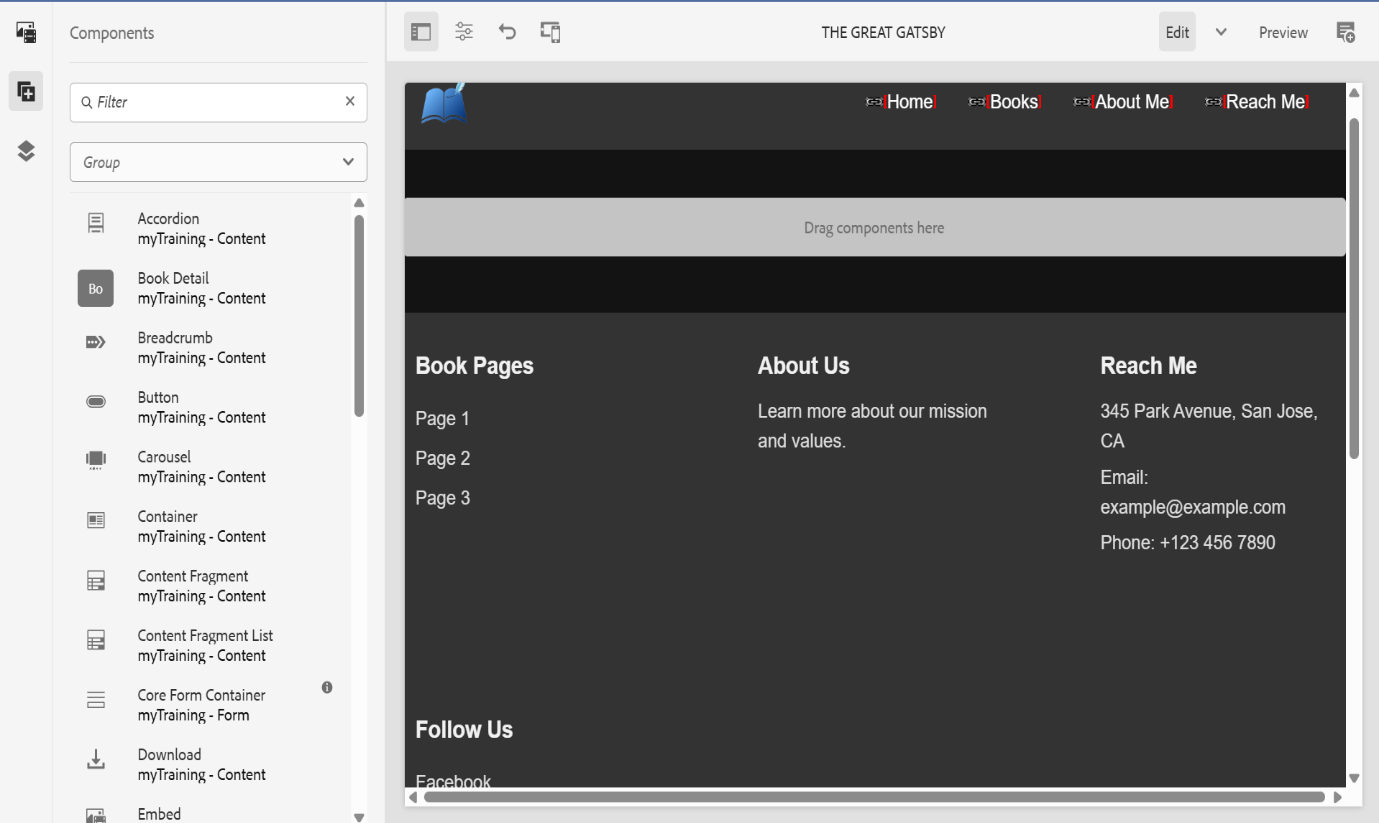 Components
THE GREAT GATSBY
Edit
Preview
Filter
Group
Accordion
myTraining - Content
Bo
Book Detail
myTraining - Content
Breadcrumb
myTraining - Content
Button
myTraining - Content
Carousel
myTraining - Content
Container
myTraining - Content
Content Fragment
myTraining - Content
Content Fragment List
myTraining - Content
Core Form Container
myTraining - Form
Download
myTraining - Content
Embed
Home
Books
About Me
Reach Me
Drag components here
Book Pages
Page 1
Page 2
Page 3
About Us
Learn more about our mission
and values.
Reach Me
345 Park Avenue, San Jose,
CA
Email:
example@example.com
Phone: +123 456 7890
Follow Us
Facebook